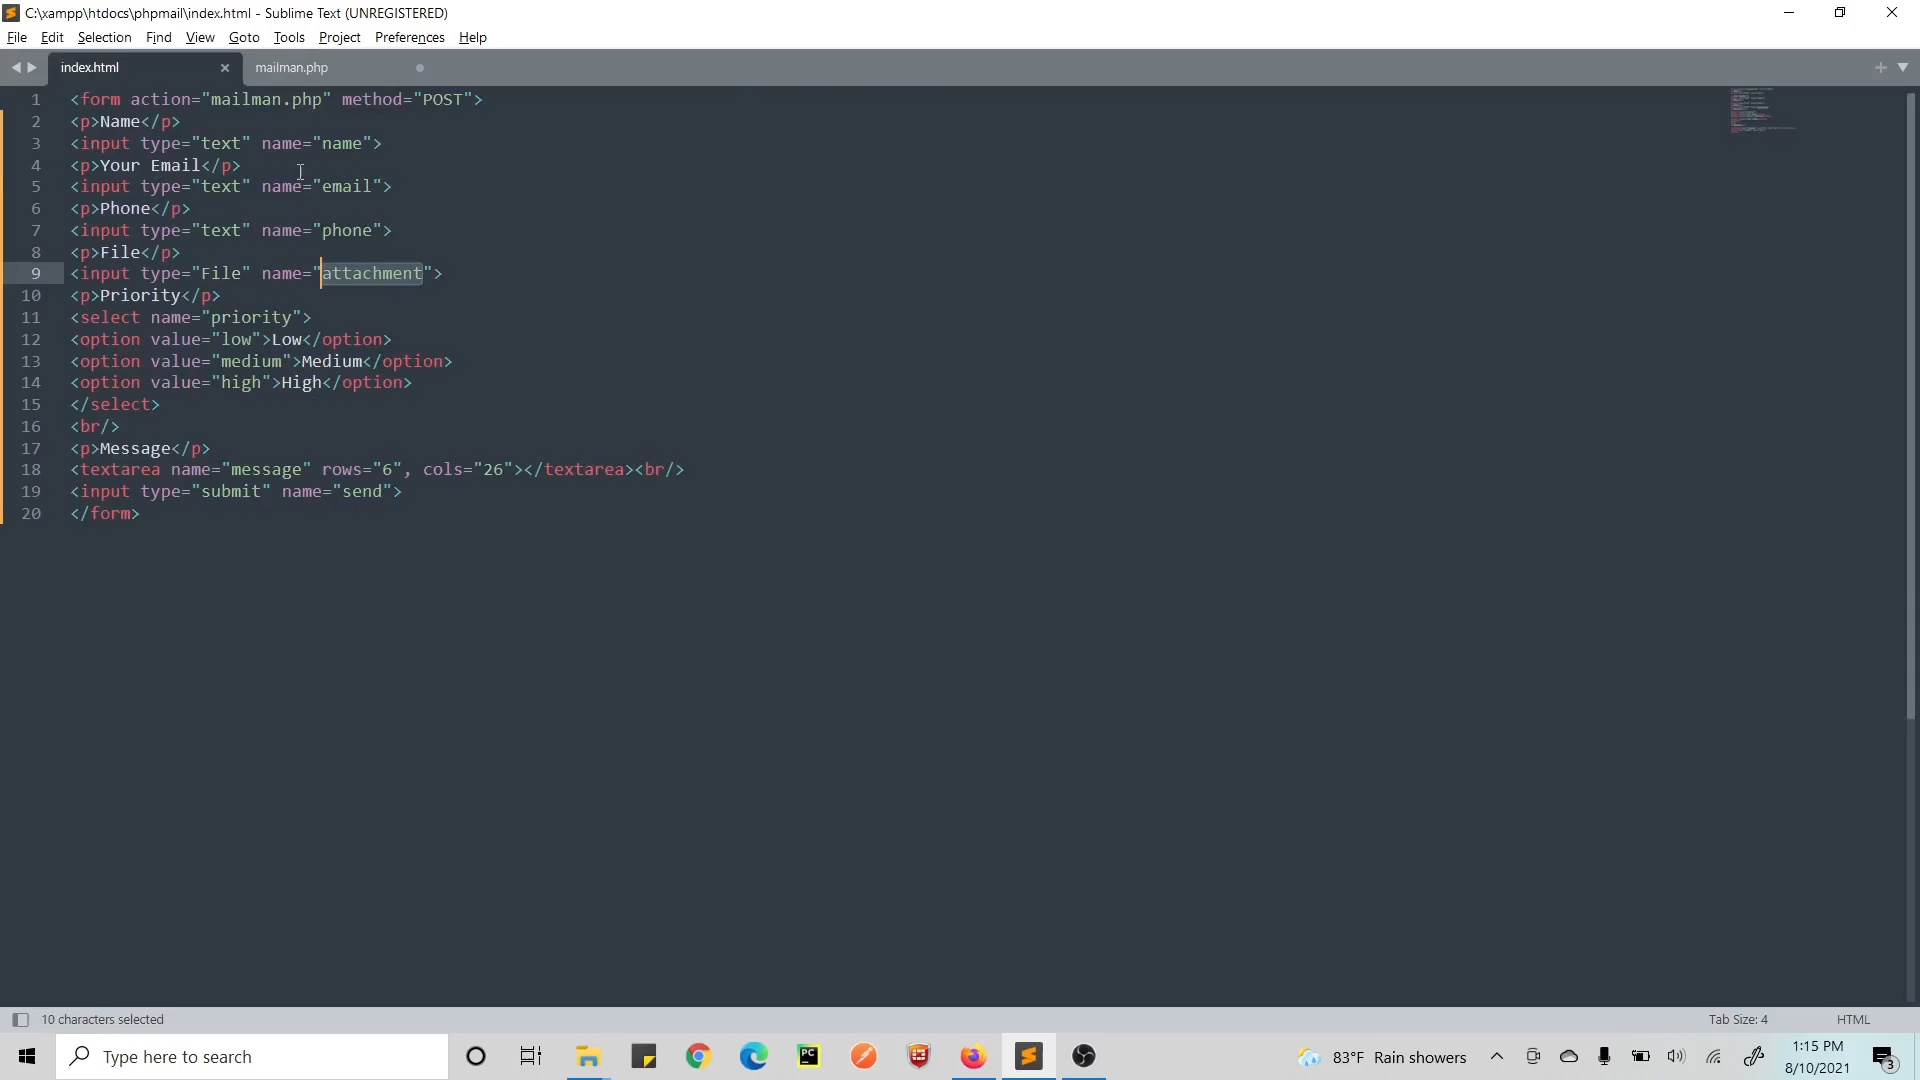 C:\xampp\htdocs\phpmail\index.html - Sublime Text (UNREGISTERED)
File Edit Selection Find View Goto Tools Project Preferences Help
index.html mailman.php
1 <form action="mailman.php" method="POST">
2 <p>Name</p>
3 <input type="text" name="name">
4 <p>Your Email</p>
5 <input type="text" name="email">
6 <p>Phone</p>
7 <input type="text" name="phone">
8 <p>File</p>
9 <input type="File" name="attachment">
10 <p>Priority</p>
11 <select name="priority">
12 <option value="low">Low</option>
13 <option value="medium">Medium</option>
14 <option value="high">High</option>
15 </select>
16 <br/>
17 <p>Message</p>
18 <textarea name="message" rows="6", cols="26"></textarea><br/>
19 <input type="submit" name="send">
20 </form>
10 characters selected Tab Size: 4 HTML
Type here to search PC 83°F Rain showers 1:15 PM
8/10/2021 3